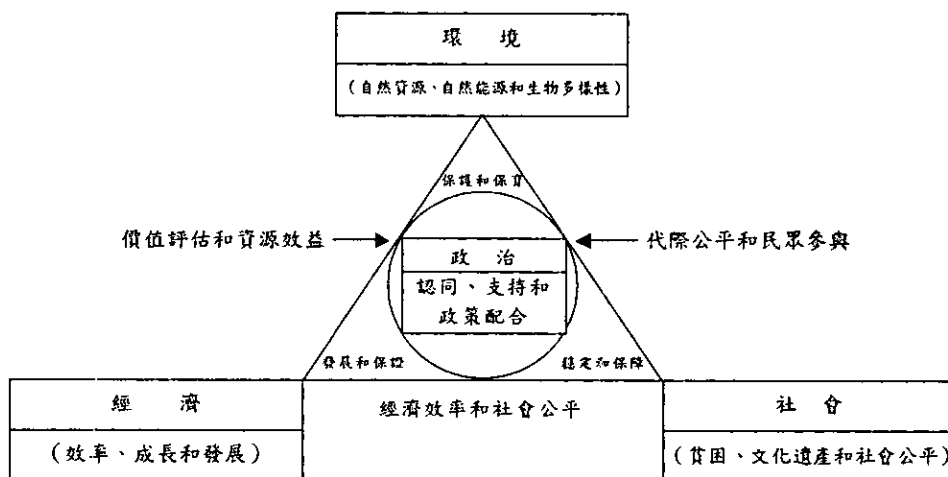 環 境
(自然資源、自然能源和生物多樣性)
保護和保育
價值評估和資源效益
代際公平和民眾參與
政 治
認同、支持和
政策配合
發展和保證
穩定和保障
經 濟
(效率、成長和發展)
經濟效率和社會公平
社 會
(貧困、文化遺產和社會公平)